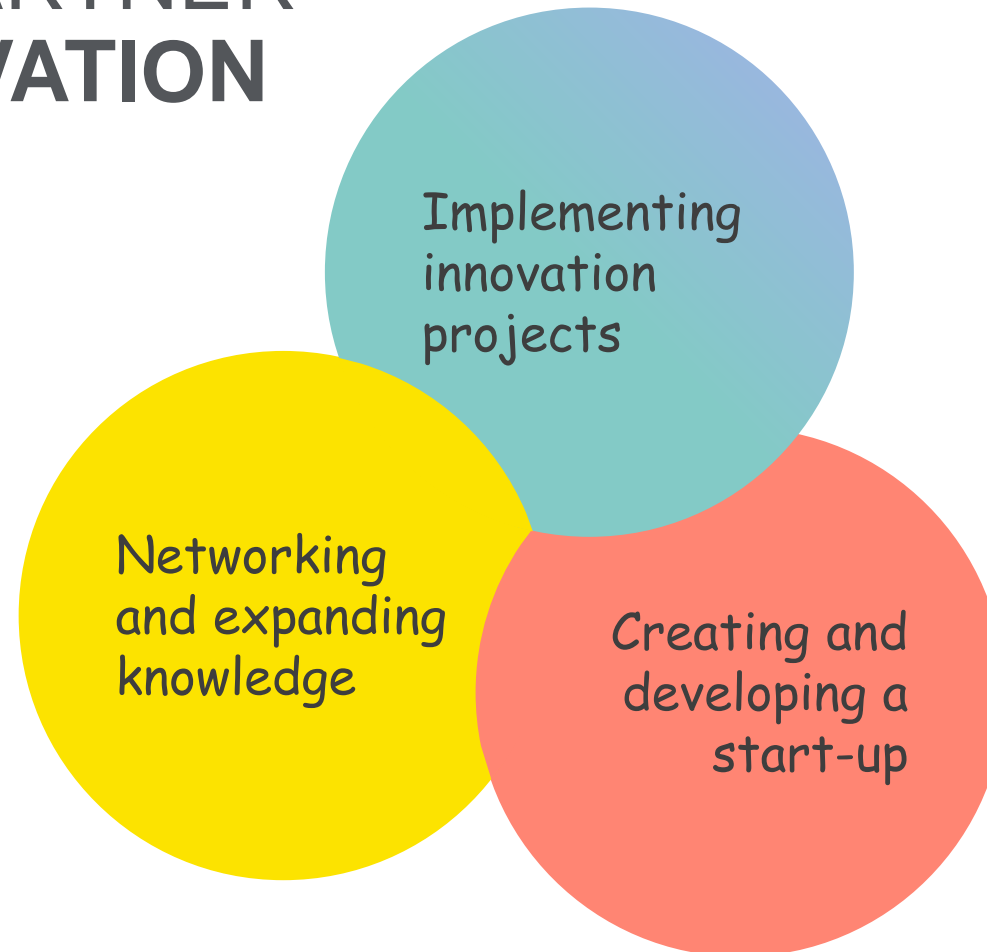 VATION
Implementing
innovation
projects
Networking
and expanding
knowledge
Creating and
developing a
start-up